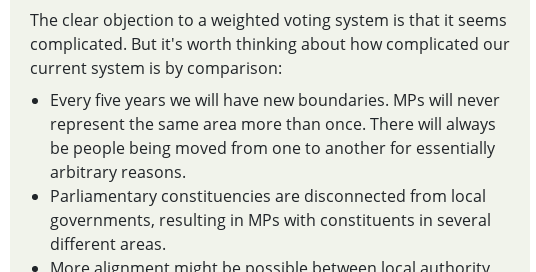 The clear objection to a weighted voting system is that it seems
complicated. But it's worth thinking about how complicated our
current system is by comparison:
• Every five years we will have new boundaries. MPs will never
represent the same area more than once. There will always
be people being moved from one to another for essentially
arbitrary reasons.
• Parliamentary constituencies are disconnected from local
governments, resulting in MPs with constituents in several
different areas.
• More alignment might be possible between local authority